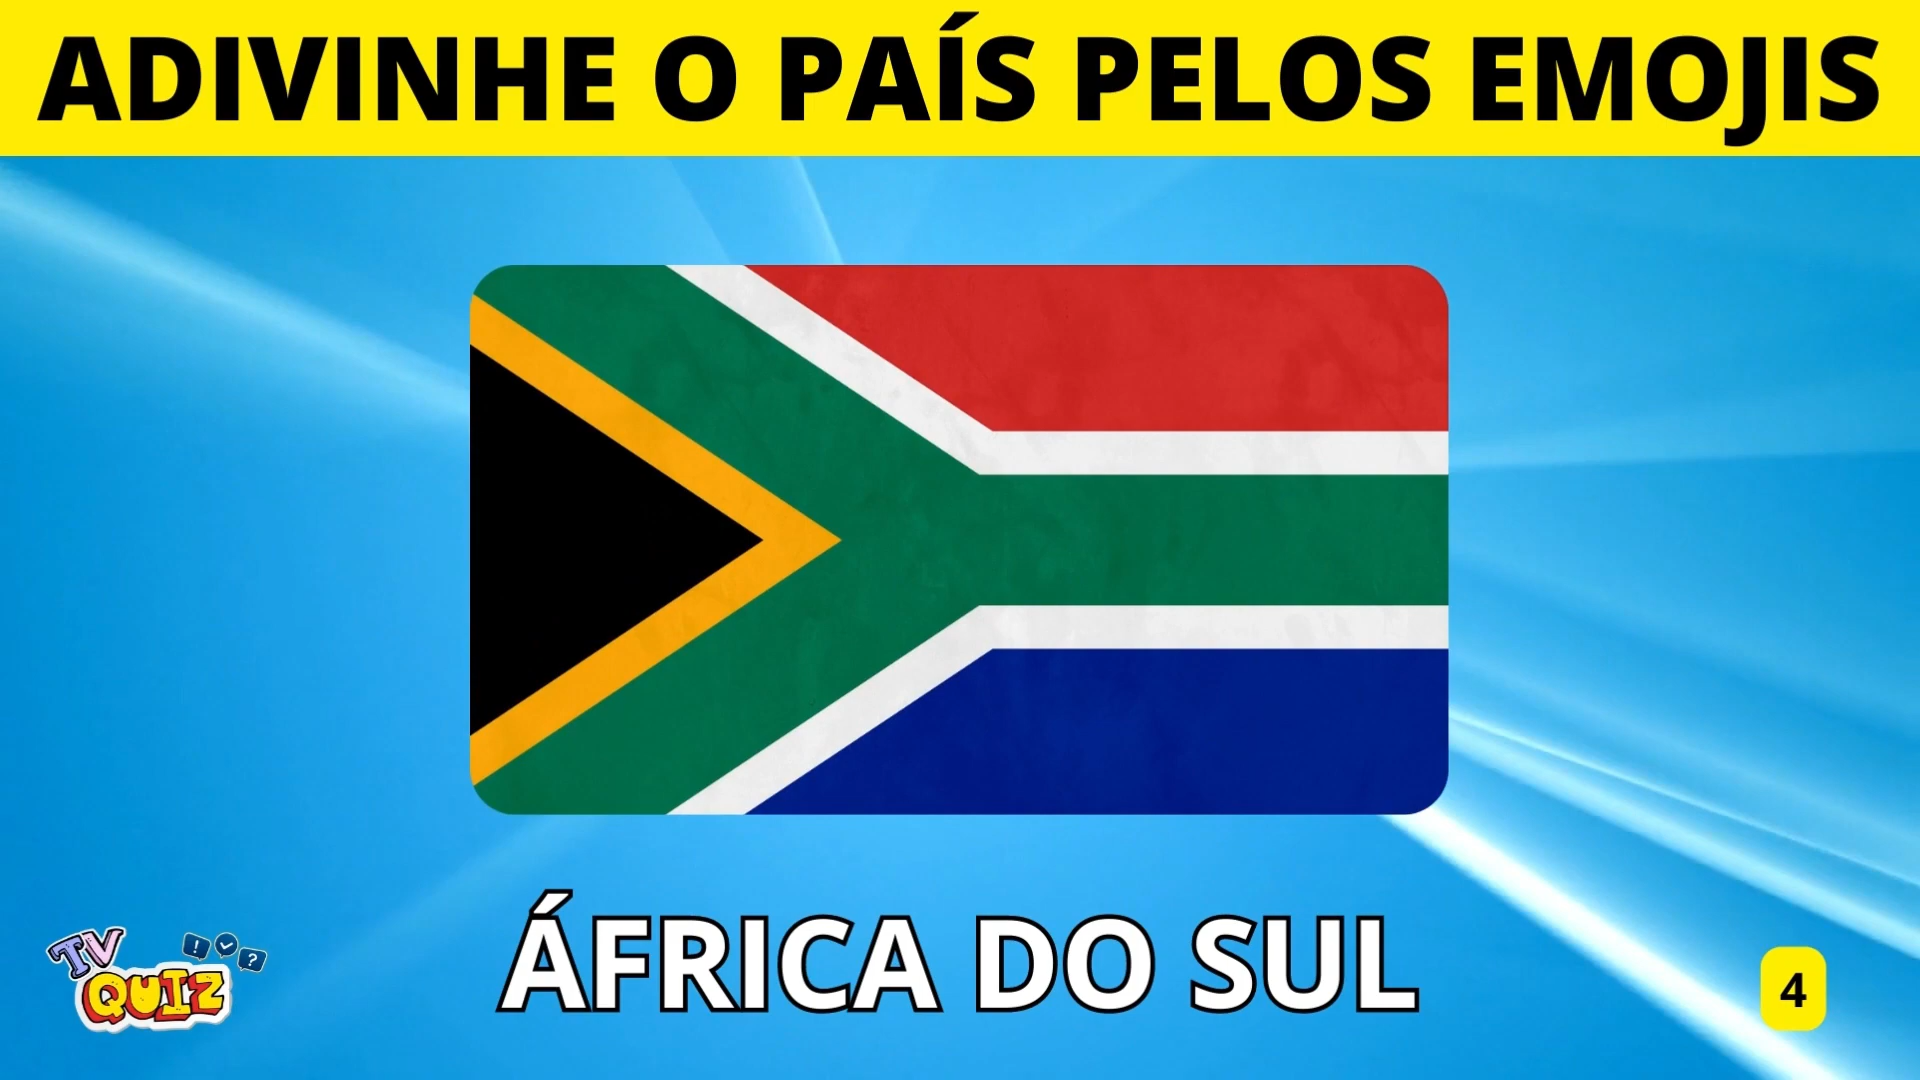 ADIVINHE O PAÍS PELOS EMOJIS
ÁFRICA DO SUL
TV
! ?
QUIZ
4